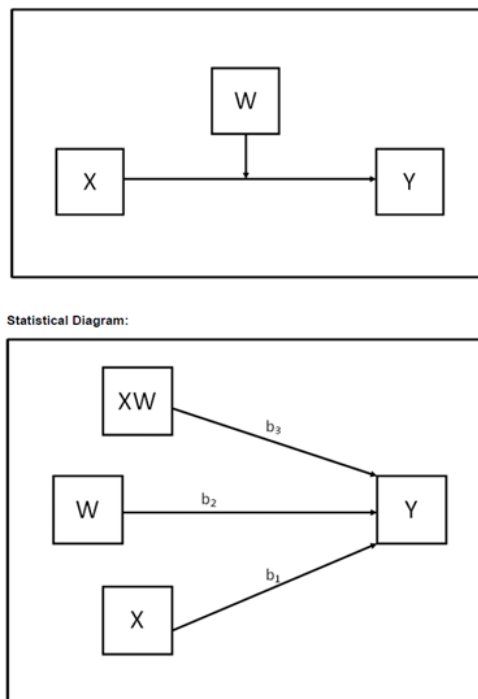 W
X
Y
Statistical Diagram:
XW
b₃
W
b₂
Y
b₁
X